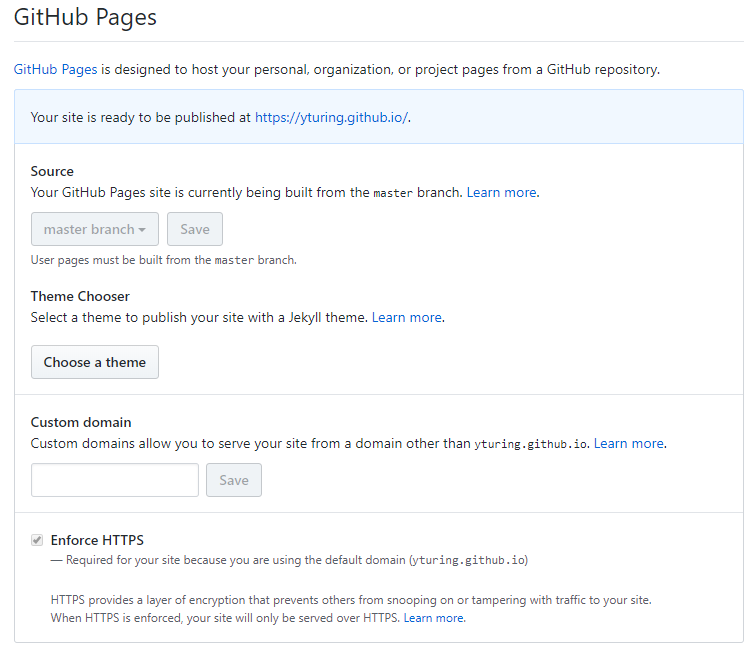 GitHub Pages
GitHub Pages is designed to host your personal, organization, or project pages from a GitHub repository.
Your site is ready to be published at https://yturing.github.io/.
Source
Your GitHub Pages site is currently being built from the master branch. Learn more.
master branch Save
User pages must be built from the master branch.
Theme Chooser
Select a theme to publish your site with a Jekyll theme. Learn more.
Choose a theme
Custom domain
Custom domains allow you to serve your site from a domain other than yturing.github.io. Learn more.
Save
Enforce HTTPS
— Required for your site because you are using the default domain (yturing.github.io)
HTTPS provides a layer of encryption that prevents others from snooping on or tampering with traffic to your site.
When HTTPS is enforced, your site will only be served over HTTPS. Learn more.